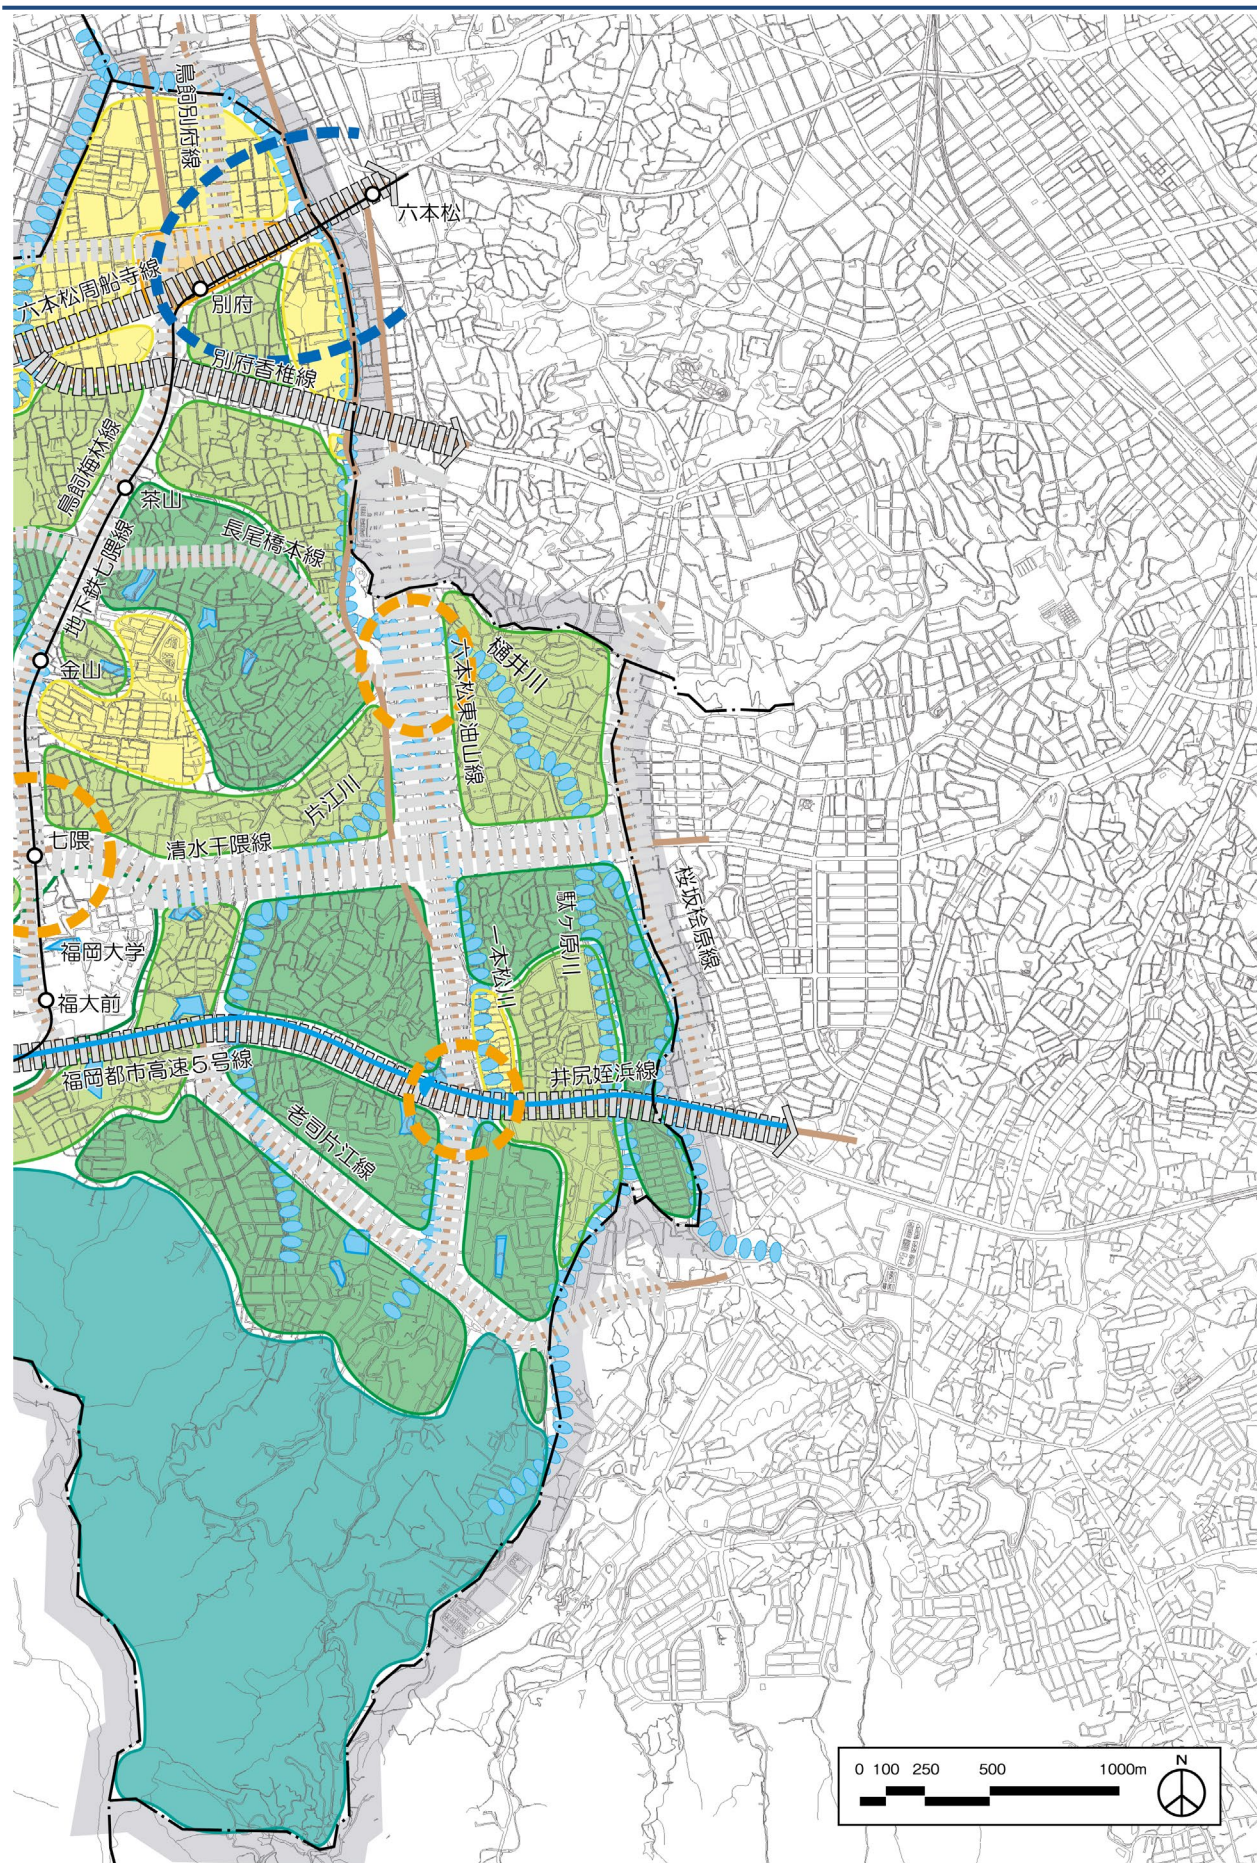 鳥飼別府線
六本松
六本松周船寺線
別府
別府香椎線
鳥飼梅林線
茶山
長尾橋本線
地下鉄七隈線
金山
樋井川
六本松東油山線
片江川
七隈
清水干隈線
桜坂桧原線
駄ヶ原川
一本松川
福岡大学
福大前
福岡都市高速5号線
井尻姪浜線
老司片江線
0 100 250 500 1000m
N